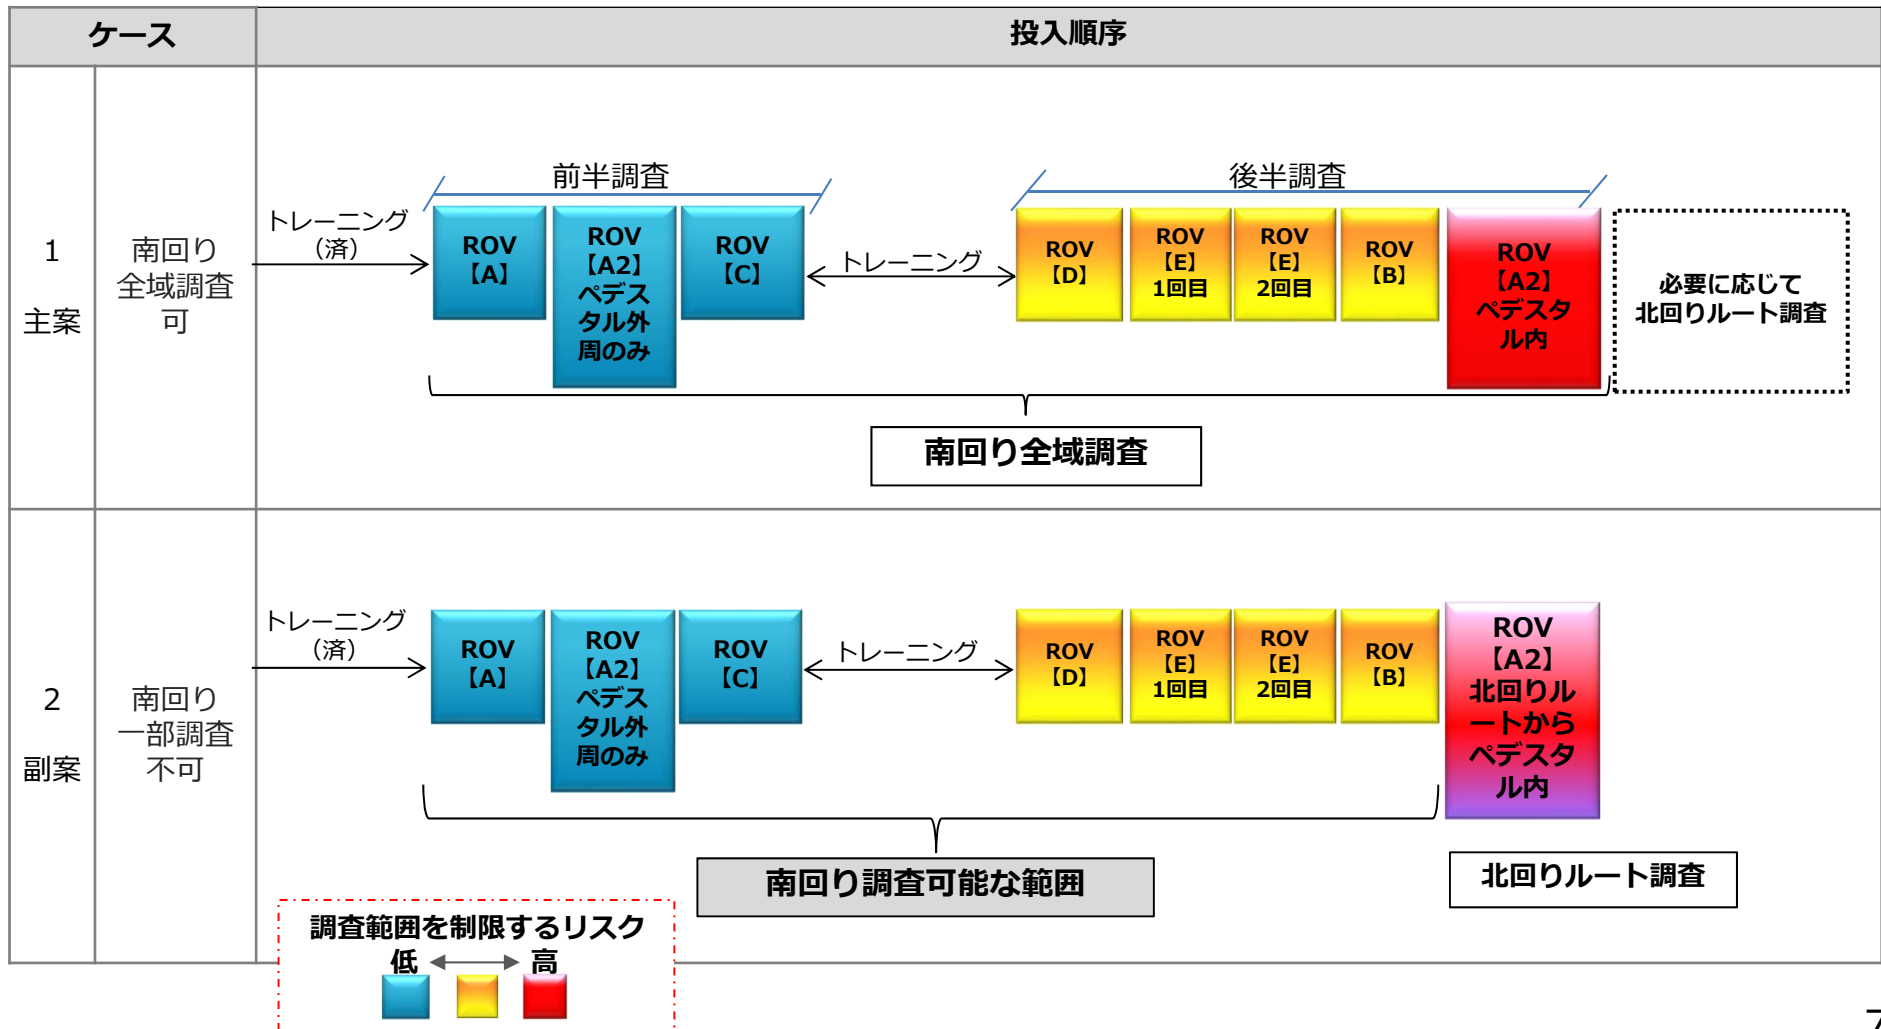 ケース
投入順序
1
主案
南回り
全域調査
可
トレーニング
(済)
前半調査
ROV
【A】
ROV
【A2】
ペデス
タル外
周のみ
ROV
【C】
トレーニング
後半調査
ROV
【D】
ROV
【E】
1回目
ROV
【E】
2回目
ROV
【B】
ROV
【A2】
ペデスタ
ル内
必要に応じて
北回りルート調査
南回り全域調査
2
副案
南回り
一部調査
不可
トレーニング
(済)
ROV
【A】
ROV
【A2】
ペデス
タル外
周のみ
ROV
【C】
トレーニング
ROV
【D】
ROV
【E】
1回目
ROV
【E】
2回目
ROV
【B】
ROV
【A2】
北回りル
ートから
ペデスタ
ル内
南回り調査可能な範囲
北回りルート調査
調査範囲を制限するリスク
低 高
7